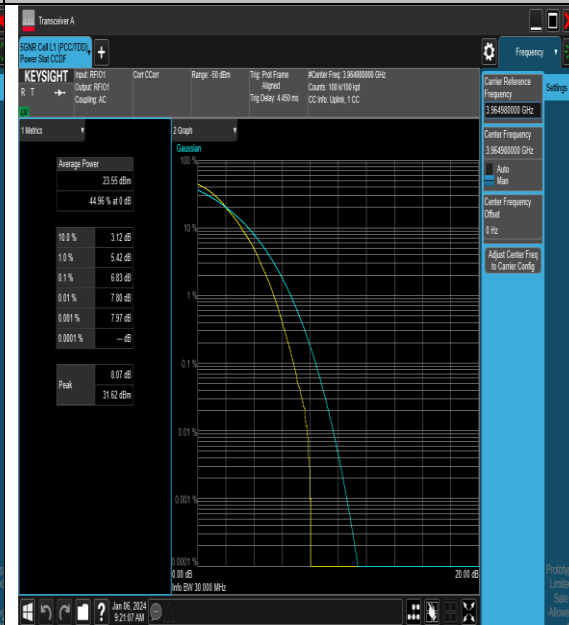 Transceiver A
5GNR Cell L1 (PCC/TDD),
Power Stat CCDF
+
Frequency
KEYSIGHT
R T
Input: RFIO1
Output: RFIO1
Coupling: AC
Corr CCorr
Range: -50 dBm
Trig: Prot Frame
Aligned
Trig Delay: 4.450 ms
#Center Freq: 3.964980000 GHz
Counts: 100 k/100 kpt
CC Info: Uplink, 1 CC
Carrier Reference
Frequency
3.964980000 GHz
Settings
Center Frequency
3.964980000 GHz
Auto
Man
Center Frequency
Offset
0 Hz
Adjust Center Freq
to Carrier Config
1 Metrics
Average Power
23.55 dBm
44.96 % at 0 dB
10.0 % 3.12 dB
1.0 % 5.42 dB
0.1 % 6.83 dB
0.01 % 7.80 dB
0.001 % 7.97 dB
0.0001 % --- dB
Peak
8.07 dB
31.62 dBm
2 Graph
Gaussian
100 %
10 %
1 %
0.1 %
0.01 %
0.001 %
0.0001 %
0.00 dB
20.00 dB
Info BW 30.000 MHz
Jan 06, 2024
9:21:07 AM